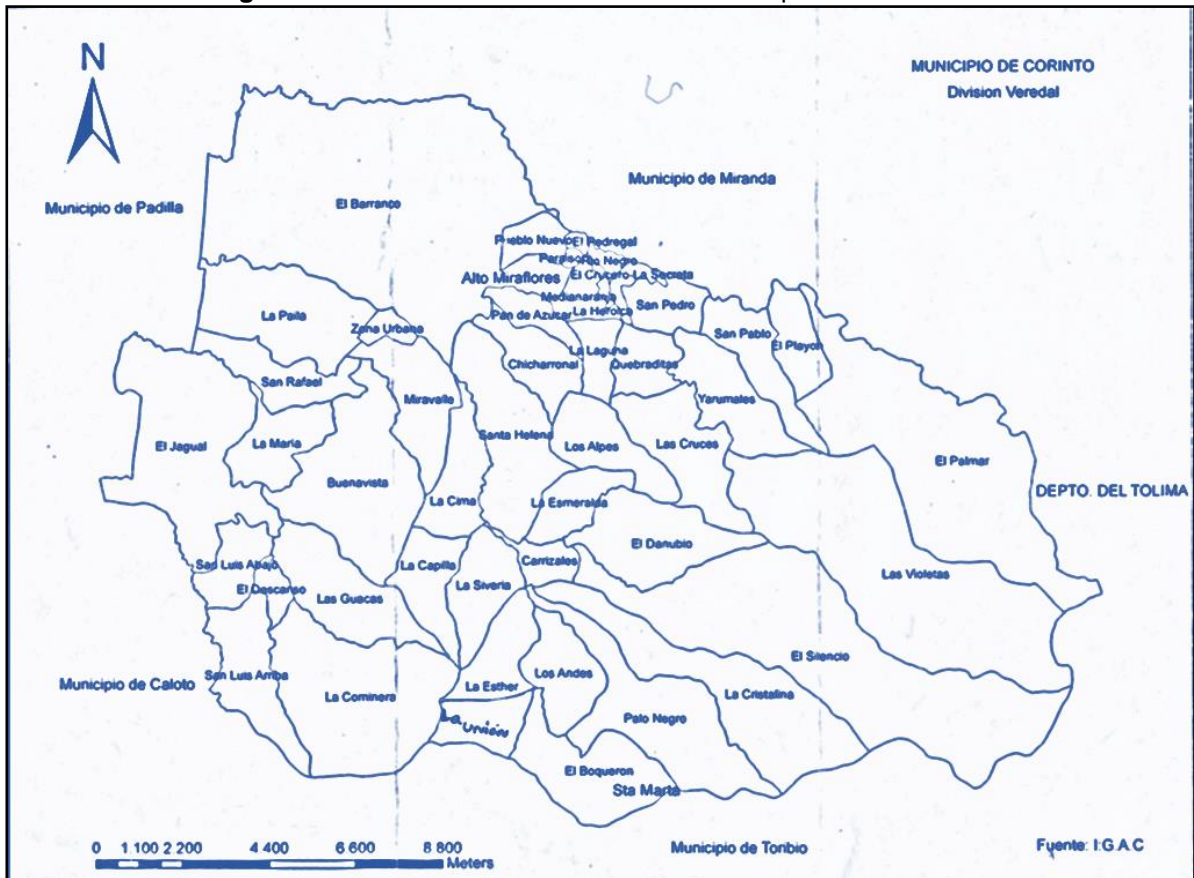 N
MUNICIPIO DE CORINTO
Division Veredal
Municipio de Miranda
Municipio de Padilla
El Barranco
Pueblo Nuevo
El Pedregal
Paraiso
Rio Negro
Alto Miraflores
El Crucero
La Secreta
Medianaranja
San Pedro
Pan de Azucar
La Heroica
La Paila
Zona Urbana
San Pablo
El Playon
La Laguna
Chicharronal
Quebraditas
San Rafael
Miravalle
Yarumales
El Jagual
La Maria
Santa Helena
Los Alpes
Las Cruces
El Palmar
Buenavista
DEPTO. DEL TOLIMA
La Cima
La Esmeralda
El Danubio
San Luis Abajo
La Capilla
Carrizales
Las Violetas
El Descanso
Las Guacas
La Siveria
El Silencio
Municipio de Caloto
San Luis Arriba
La Cominera
La Esther
Los Andes
La Cristalina
Palo Negro
La Unión
El Boqueron
Sta Marta
Municipio de Toribio
Fuente: I.G.A.C
0 1 100 2 200 4 400 6 600 8 800
Meters